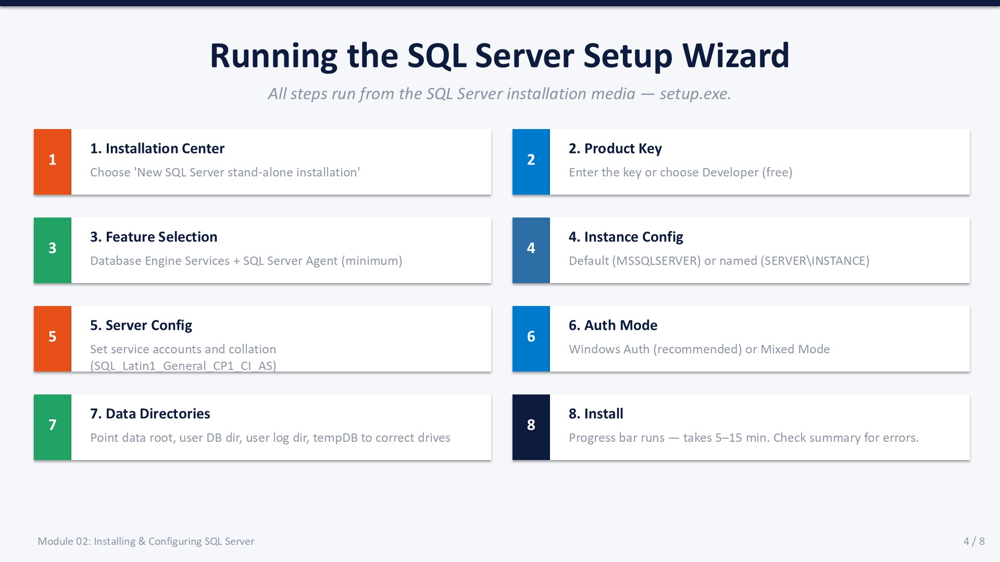 Running the SQL Server Setup Wizard
All steps run from the SQL Server installation media — setup.exe.
1
1. Installation Center
Choose 'New SQL Server stand-alone installation'
2
2. Product Key
Enter the key or choose Developer (free)
3
3. Feature Selection
Database Engine Services + SQL Server Agent (minimum)
4
4. Instance Config
Default (MSSQLSERVER) or named (SERVER\INSTANCE)
5
5. Server Config
Set service accounts and collation
(SQL_Latin1_General_CP1_CI_AS)
6
6. Auth Mode
Windows Auth (recommended) or Mixed Mode
7
7. Data Directories
Point data root, user DB dir, user log dir, tempDB to correct drives
8
8. Install
Progress bar runs — takes 5–15 min. Check summary for errors.
Module 02: Installing & Configuring SQL Server
4 / 8